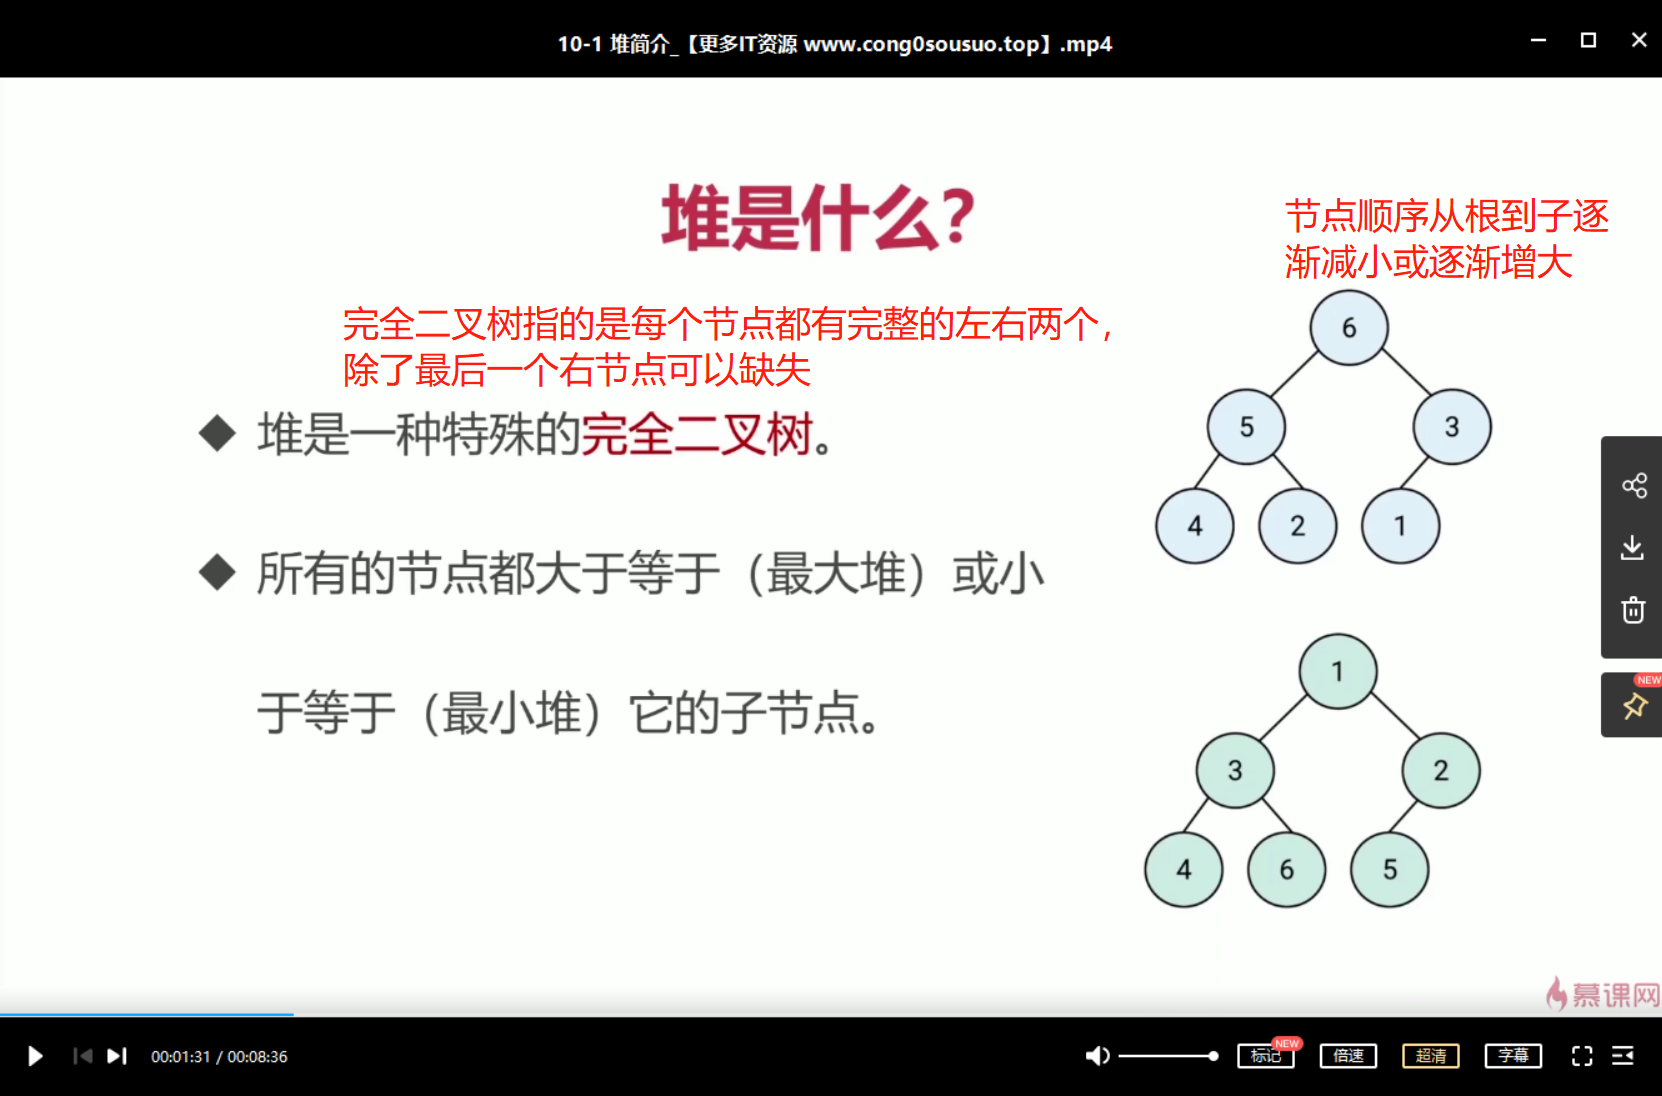 10-1 堆简介_【更多IT资源 www.cong0sousuo.top】.mp4
堆是什么?
节点顺序从根到子逐
渐减小或逐渐增大
完全二叉树指的是每个节点都有完整的左右两个，
除了最后一个右节点可以缺失
◆ 堆是一种特殊的完全二叉树。
◆ 所有的节点都大于等于（最大堆）或小
于等于（最小堆）它的子节点。
6
5 3
4 2 1
1
3 2
4 6 5
NEW
慕课网
00:01:31 / 00:08:36
标记
NEW
倍速
超清
字幕